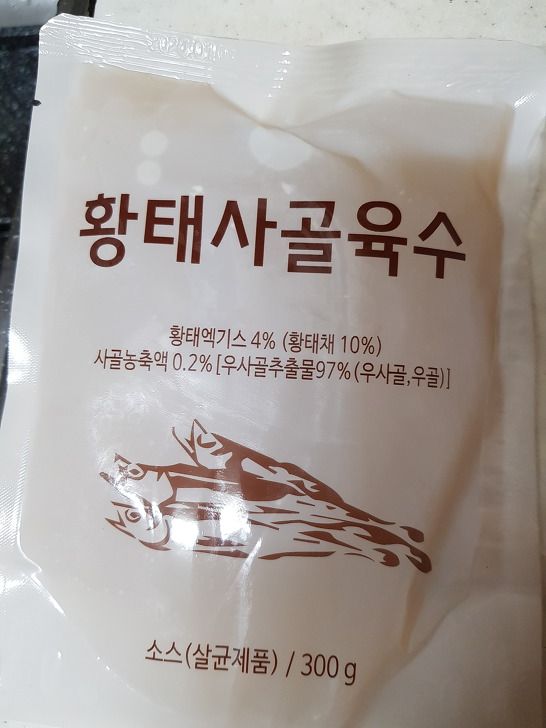 황태사골육수
황태엑기스 4% (황태채 10%)
사골농축액 0.2% [우사골추출물97%(우사골,우골)]
소스(살균제품) / 300 g